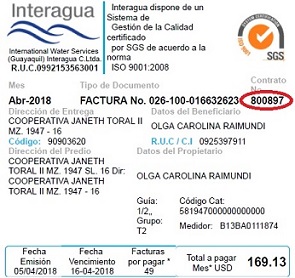 Interagua
International Water Services
(Guayaquil) Interagua C.Ltda.
R.U.C.0992153563001
Interagua dispone de un
Sistema de
Gestión de la Calidad
certificado
por SGS de acuerdo a la
norma
ISO 9001:2008
SGS
Mes Tipo de Documento Contrato
No.
Abr-2018 FACTURA No. 026-100-016632623 800897
Dirección de Entrega Datos del Beneficiario
COOPERATIVA JANETH
TORAL II
MZ. 1947 - 16
OLGA CAROLINA RAIMUNDI
Código: 90903620 R.U.C / C.I 0925397911
Dirección del Predio Datos del Propietario
COOPERATIVA JANETH TORA
II MZ. 1947 SL. 16 Dir:
COOPERATIVA JANETH
TORAL II MZ. 1947 - 16
OLGA CAROLINA RAIMUNDI
Guía: Código Cat:
1/2,, 58194700000000000
Grupo:
T2 Medidor: B13BA0111874
Fecha
Emisión
05/04/2018
Fecha
Vencimiento
16-04-2018
Facturas
por pagar *
49
Total a pagar
Mes* USD
169.13